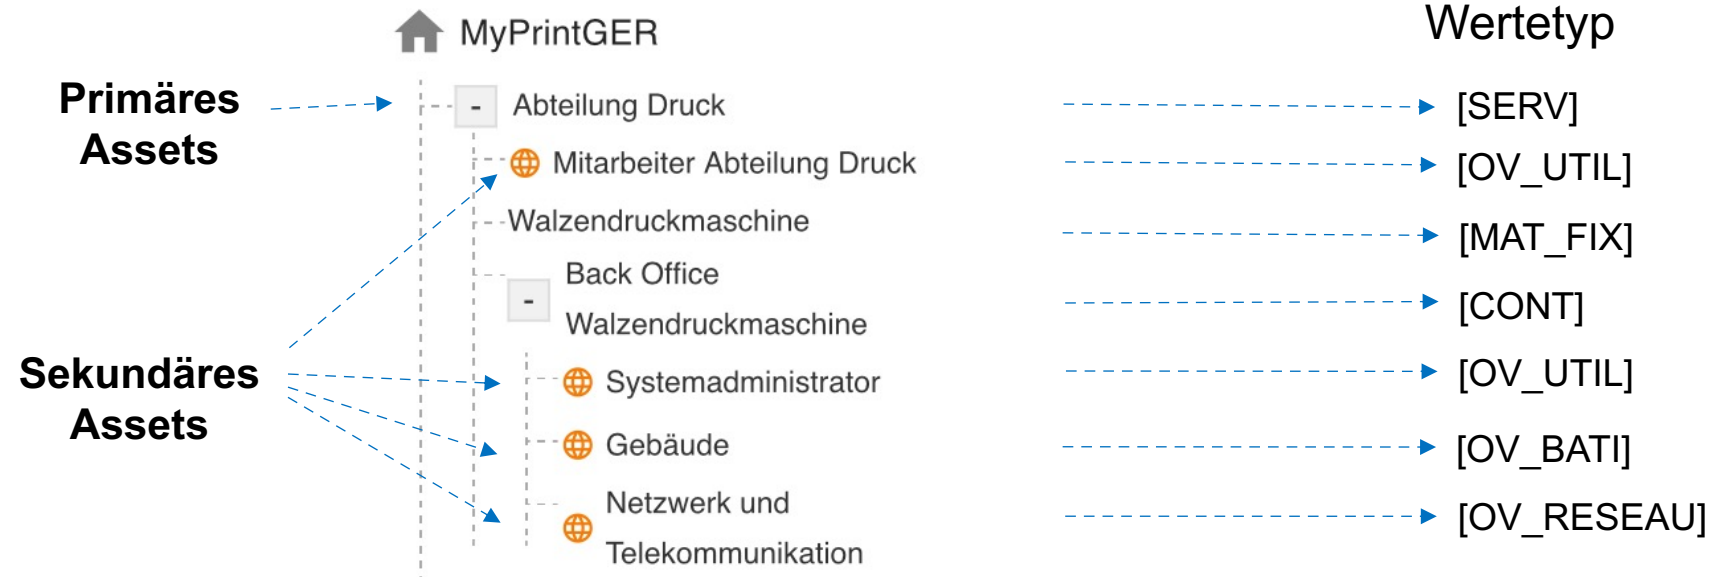 MyPrintGER
Wertetyp
Primäres
Assets
- Abteilung Druck
[SERV]
Mitarbeiter Abteilung Druck
[OV_UTIL]
Walzendruckmaschine
[MAT_FIX]
Back Office
-
Walzendruckmaschine
[CONT]
Sekundäres
Assets
Systemadministrator
[OV_UTIL]
Gebäude
[OV_BATI]
Netzwerk und
Telekommunikation
[OV_RESEAU]